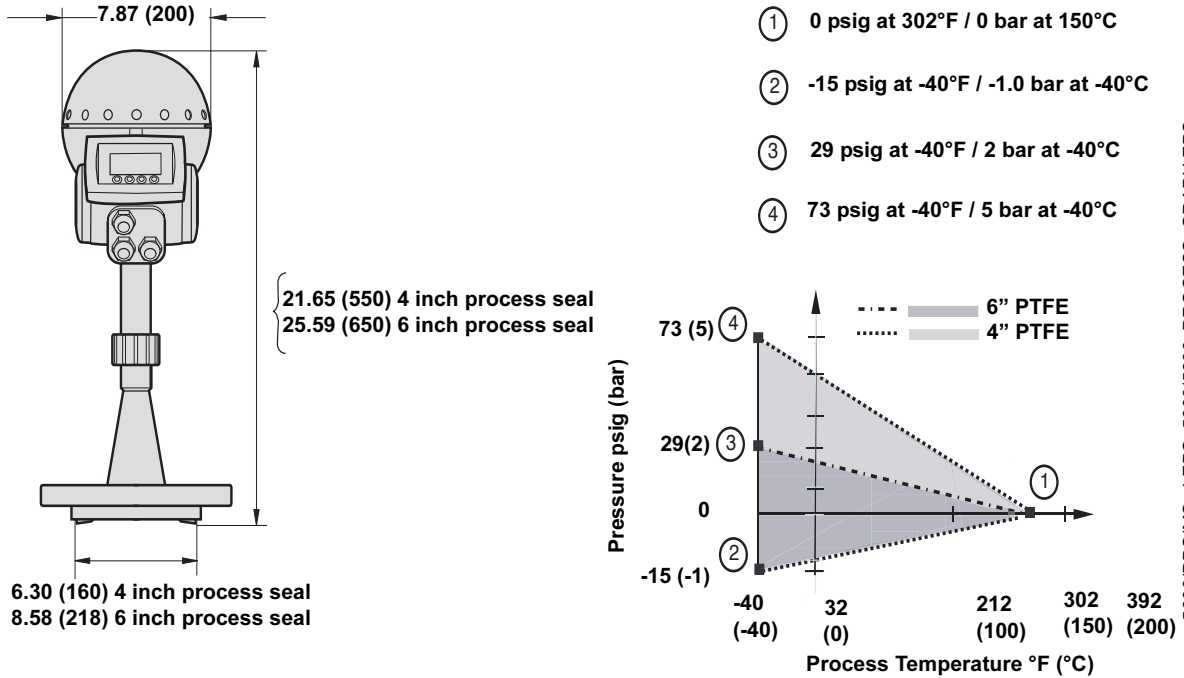 7.87 (200)
21.65 (550) 4 inch process seal
25.59 (650) 6 inch process seal
6.30 (160) 4 inch process seal
8.58 (218) 6 inch process seal
1 0 psig at 302°F / 0 bar at 150°C
2 -15 psig at -40°F / -1.0 bar at -40°C
3 29 psig at -40°F / 2 bar at -40°C
4 73 psig at -40°F / 5 bar at -40°C
6” PTFE
4” PTFE
Pressure psig (bar)
73 (5) 4
29(2) 3
0
1
2
-15 (-1)
-40 (-40)
32 (0)
212 (100)
302 (150)
392 (200)
Process Temperature °F (°C)